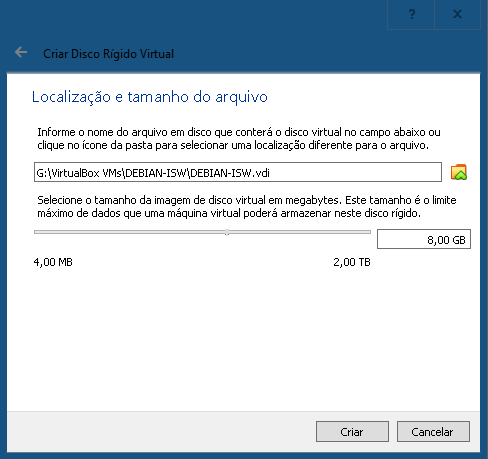 ?
x
Criar Disco Rígido Virtual
Localização e tamanho do arquivo
Informe o nome do arquivo em disco que conterá o disco virtual no campo abaixo ou
clique no ícone da pasta para selecionar uma localização diferente para o arquivo.
G:\VirtualBox VMs\DEBIAN-ISW\DEBIAN-ISW.vdi
Selecione o tamanho da imagem de disco virtual em megabytes. Este tamanho é o limite
máximo de dados que uma máquina virtual poderá armazenar neste disco rígido.
8,00 GB
4,00 MB
2,00 TB
Criar
Cancelar